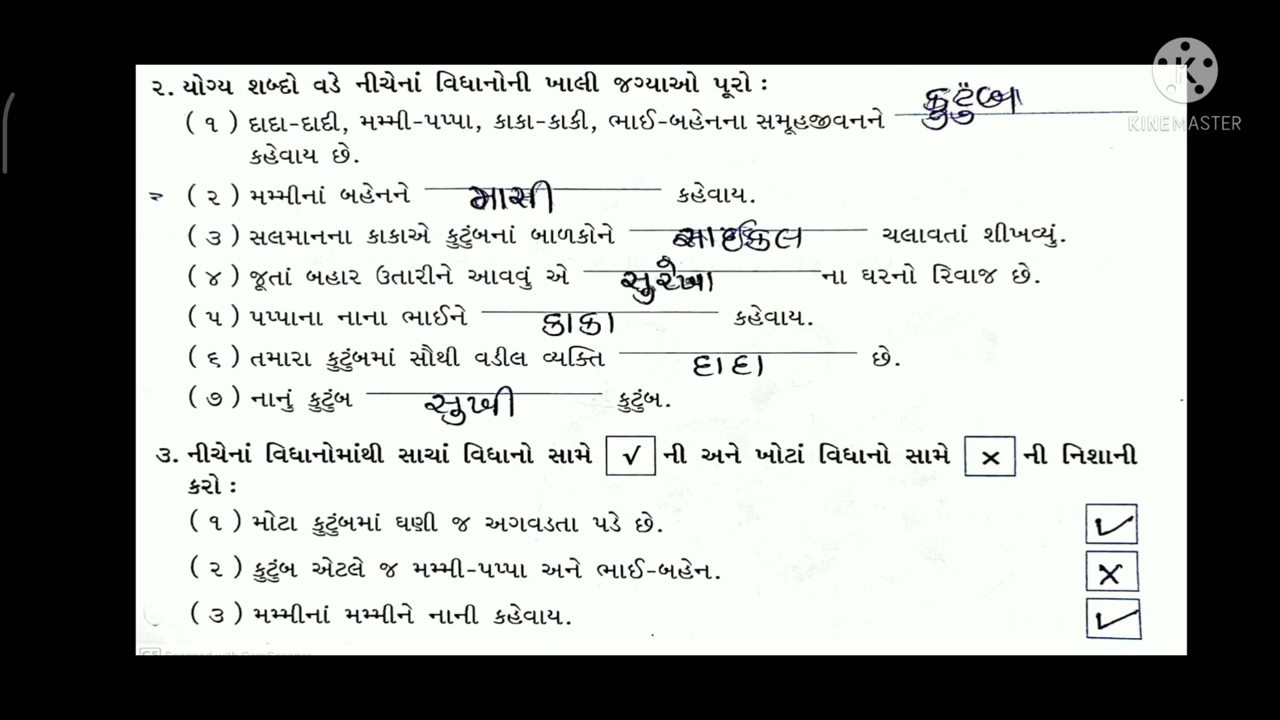 ૨. યોગ્ય શબ્દો વડે નીચેનાં વિધાનોની ખાલી જગ્યાઓ પૂરો :
( ૧ ) દાદા-દાદી, મમ્મી-પપ્પા, કાકા-કાકી, ભાઈ-બહેનના સમૂહજીવનને કુટુંબ
કહેવાય છે.
( ૨ ) મમ્મીનાં બહેનને માસી કહેવાય.
( ૩ ) સલમાનના કાકાએ કુટુંબનાં બાળકોને સાઈકલ ચલાવતાં શીખવ્યું.
( ૪ ) જૂતાં બહાર ઉતારીને આવવું એ સુરેખા ના ઘરનો રિવાજ છે.
( ૫ ) પપ્પાના નાના ભાઈને કાકા કહેવાય.
( ૬ ) તમારા કુટુંબમાં સૌથી વડીલ વ્યક્તિ દાદા છે.
( ૭ ) નાનું કુટુંબ સુખી કુટુંબ.
૩. નીચેનાં વિધાનોમાંથી સાચાં વિધાનો સામે √ ની અને ખોટાં વિધાનો સામે × ની નિશાની
કરો :
( ૧ ) મોટા કુટુંબમાં ઘણી જ અગવડતા પડે છે. ✓
( ૨ ) કુટુંબ એટલે જ મમ્મી-પપ્પા અને ભાઈ-બહેન. ×
( ૩ ) મમ્મીનાં મમ્મીને નાની કહેવાય. ✓
KINEMASTER